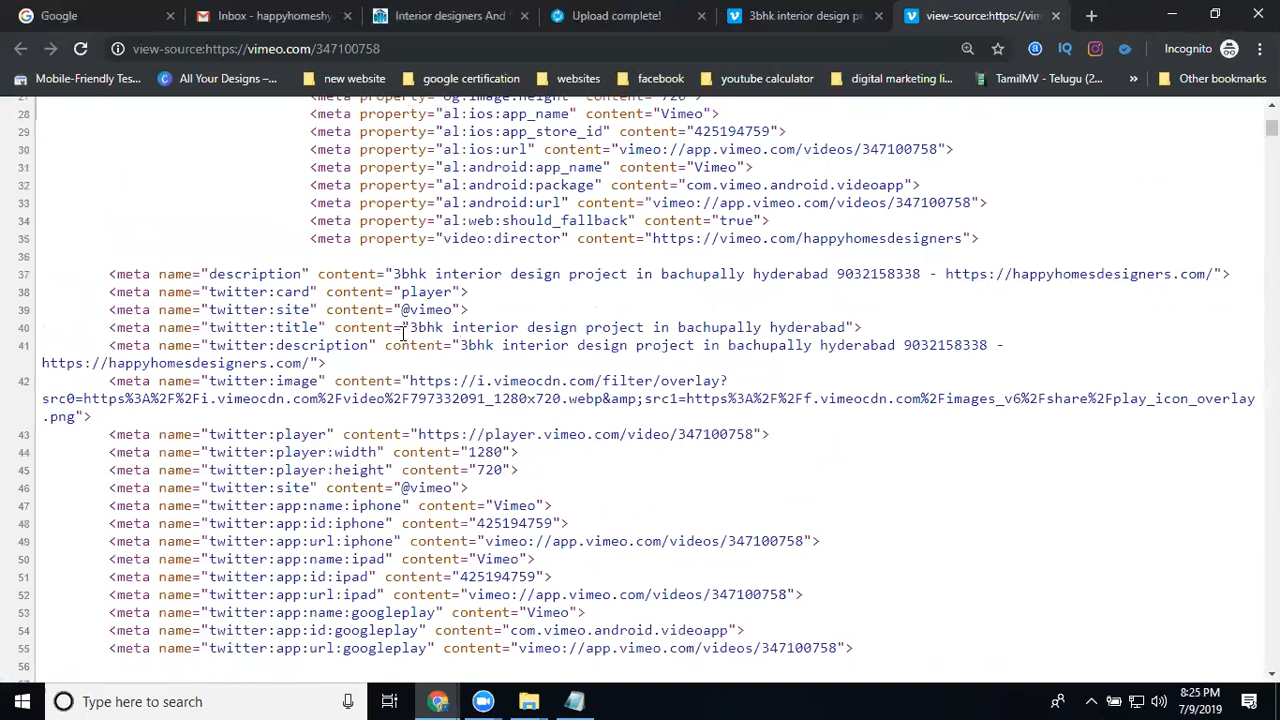 Google
Inbox - happyhomeshy
Interior designers And
Upload complete!
3bhk interior design pr
view-source:https://vim
view-source:https://vimeo.com/347100758
Incognito
Mobile-Friendly Tes...
All Your Designs –...
new website
google certification
websites
facebook
youtube calculator
digital marketing li...
TamilMV - Telugu (2...
»
Other bookmarks
27 <meta property="og:image:height" content="720">
28 <meta property="al:ios:app_name" content="Vimeo">
29 <meta property="al:ios:app_store_id" content="425194759">
30 <meta property="al:ios:url" content="vimeo://app.vimeo.com/videos/347100758">
31 <meta property="al:android:app_name" content="Vimeo">
32 <meta property="al:android:package" content="com.vimeo.android.videoapp">
33 <meta property="al:android:url" content="vimeo://app.vimeo.com/videos/347100758">
34 <meta property="al:web:should_fallback" content="true">
35 <meta property="video:director" content="https://vimeo.com/happyhomesdesigners">
36
37 <meta name="description" content="3bhk interior design project in bachupally hyderabad 9032158338 - https://happyhomesdesigners.com/">
38 <meta name="twitter:card" content="player">
39 <meta name="twitter:site" content="@vimeo">
40 <meta name="twitter:title" content="3bhk interior design project in bachupally hyderabad">
41 <meta name="twitter:description" content="3bhk interior design project in bachupally hyderabad 9032158338 -
https://happyhomesdesigners.com/">
42 <meta name="twitter:image" content="https://i.vimeocdn.com/filter/overlay?
src0=https%3A%2F%2Fi.vimeocdn.com%2Fvideo%2F797332091_1280x720.webp&amp;src1=https%3A%2F%2Ff.vimeocdn.com%2Fimages_v6%2Fshare%2Fplay_icon_overlay
.png">
43 <meta name="twitter:player" content="https://player.vimeo.com/video/347100758">
44 <meta name="twitter:player:width" content="1280">
45 <meta name="twitter:player:height" content="720">
46 <meta name="twitter:site" content="@vimeo">
47 <meta name="twitter:app:name:iphone" content="Vimeo">
48 <meta name="twitter:app:id:iphone" content="425194759">
49 <meta name="twitter:app:url:iphone" content="vimeo://app.vimeo.com/videos/347100758">
50 <meta name="twitter:app:name:ipad" content="Vimeo">
51 <meta name="twitter:app:id:ipad" content="425194759">
52 <meta name="twitter:app:url:ipad" content="vimeo://app.vimeo.com/videos/347100758">
53 <meta name="twitter:app:name:googleplay" content="Vimeo">
54 <meta name="twitter:app:id:googleplay" content="com.vimeo.android.videoapp">
55 <meta name="twitter:app:url:googleplay" content="vimeo://app.vimeo.com/videos/347100758">
56
Type here to search
8:25 PM
7/9/2019